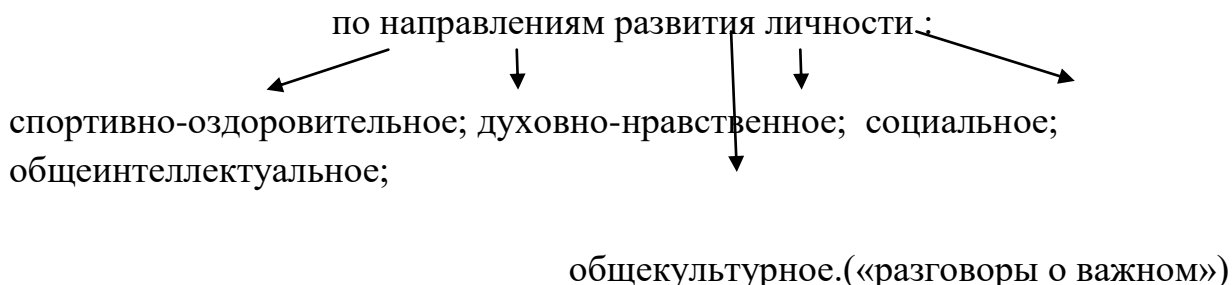 по направлениям развития личности :
спортивно-оздоровительное; духовно-нравственное; социальное;
общеинтеллектуальное;
общекультурное.(«разговоры о важном»)